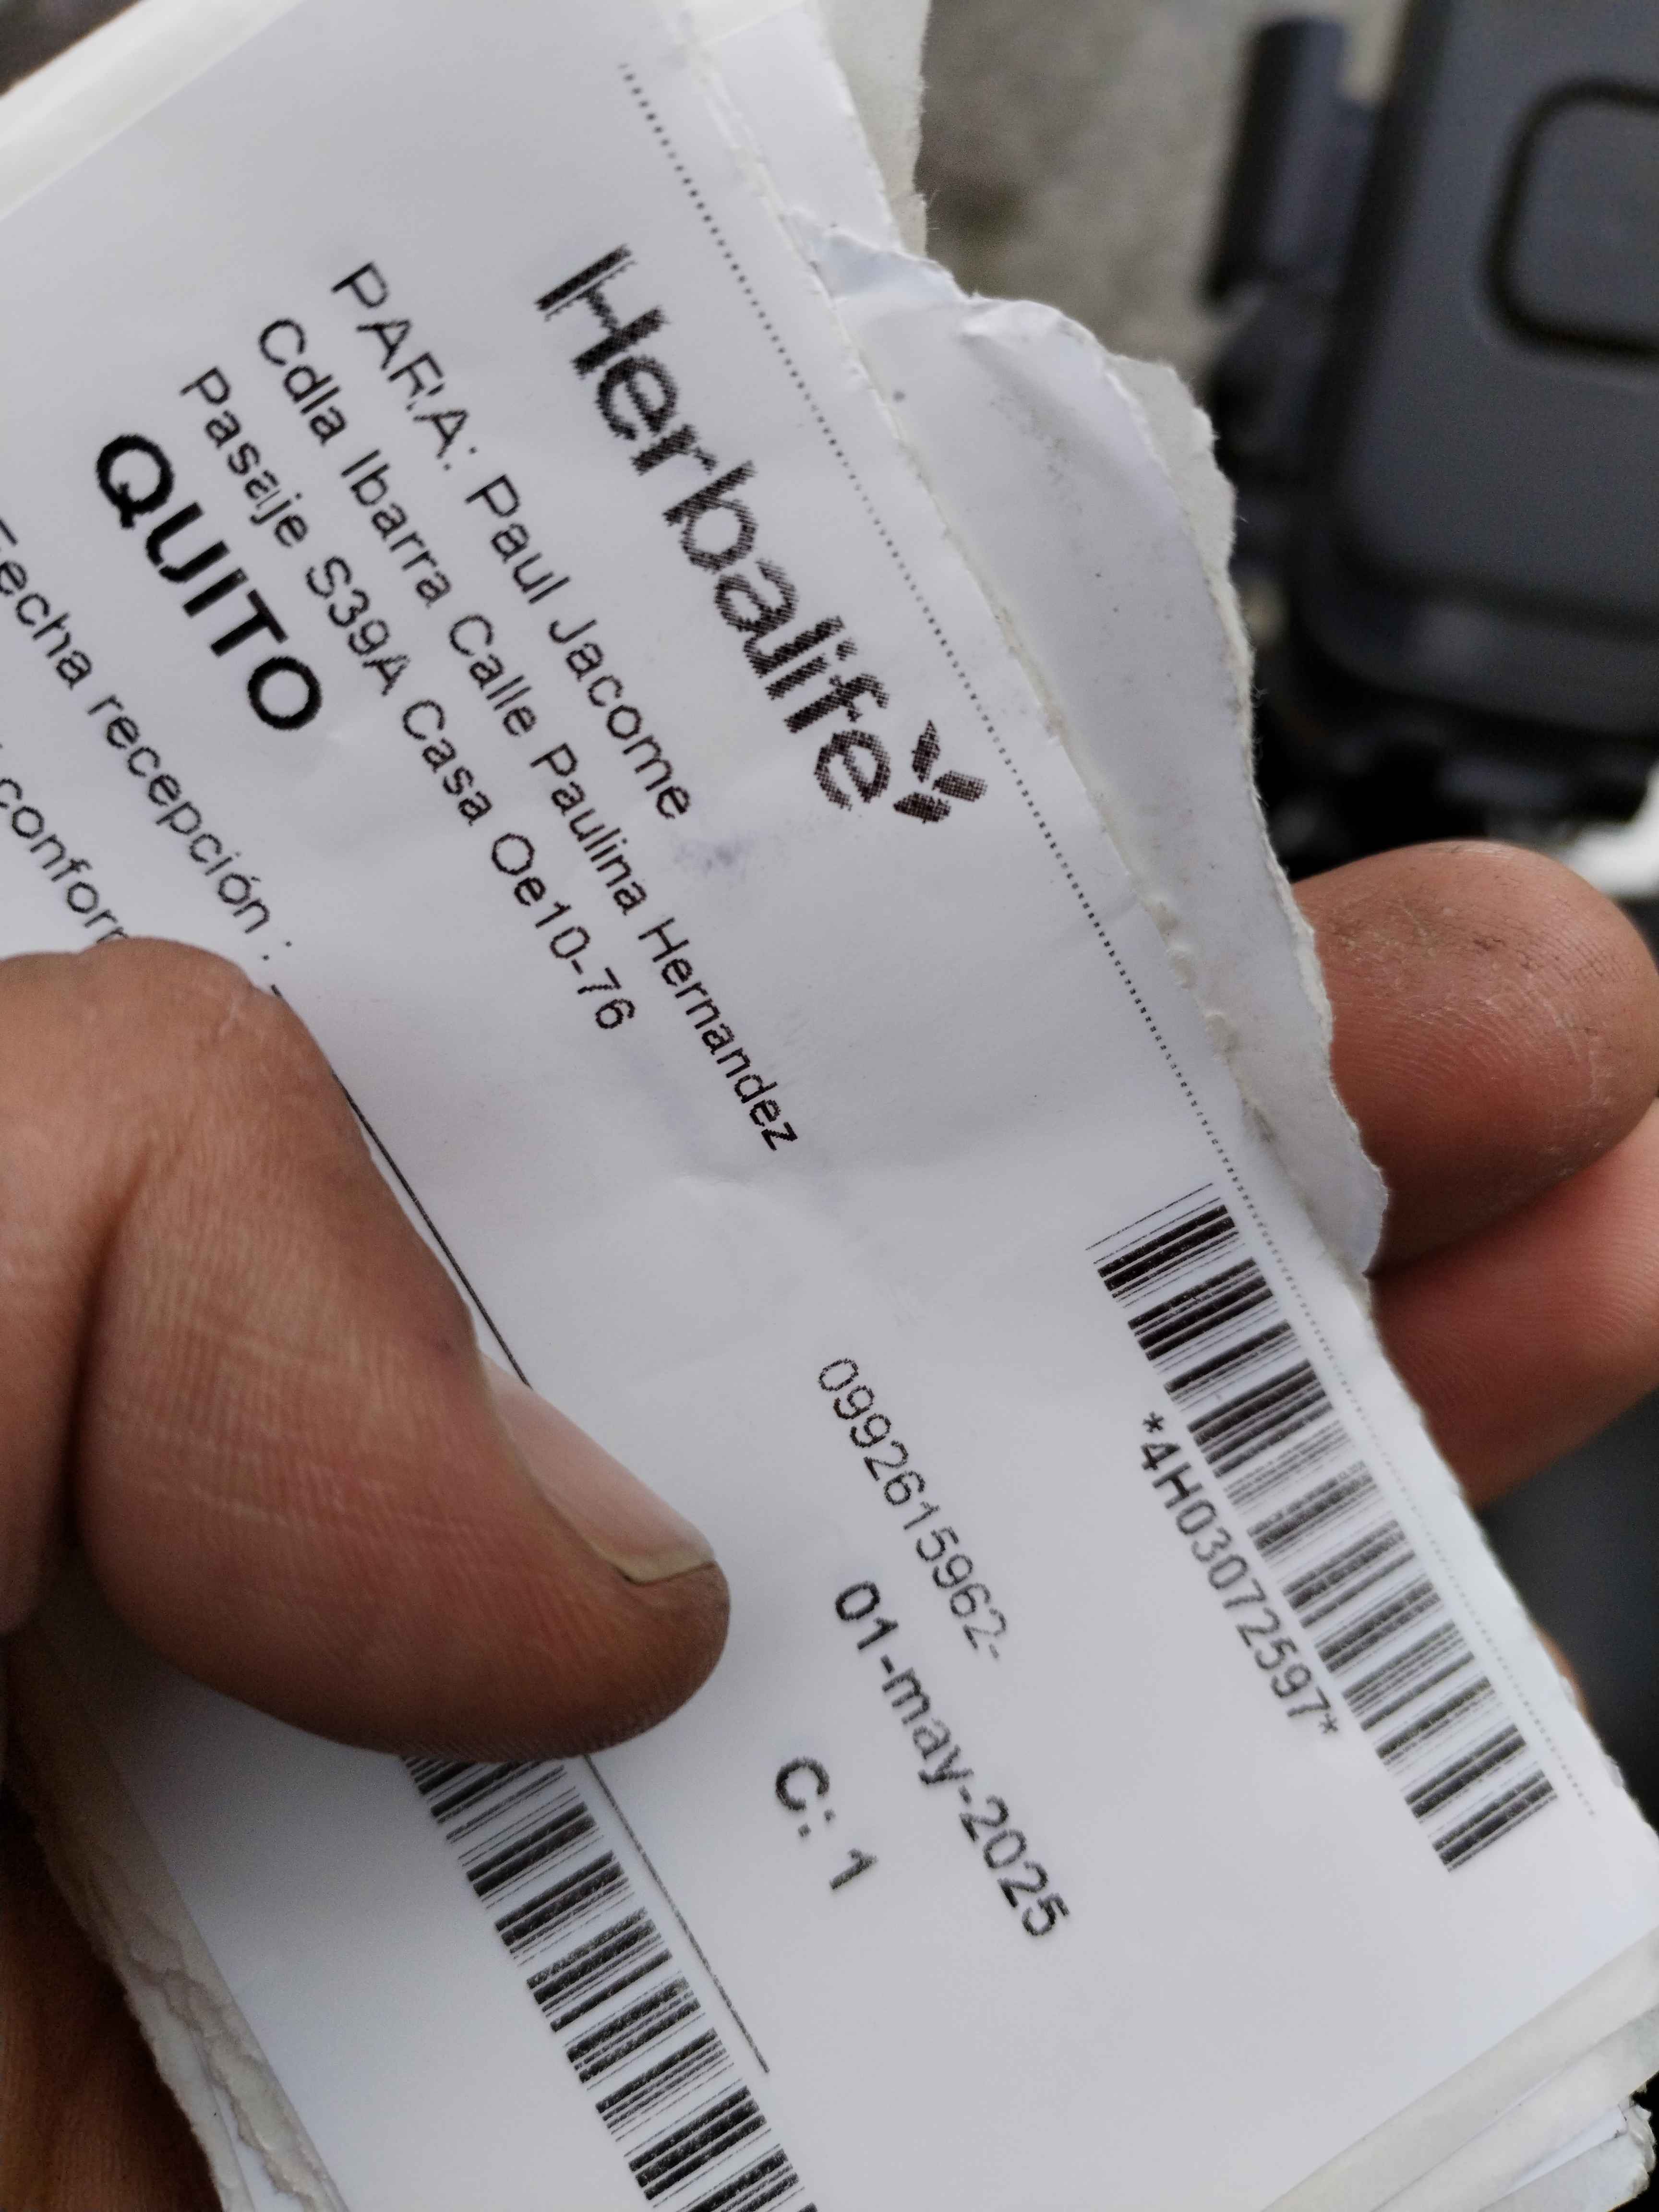 Herbalife
*4H03072597*
PARA: Paul Jacome
Cdla Ibarra Calle Paulina Hernandez
0992615962-
Pasaje S39A Casa Oe10-76
01-may-2025
QUITO
C: 1
Fecha recepción :